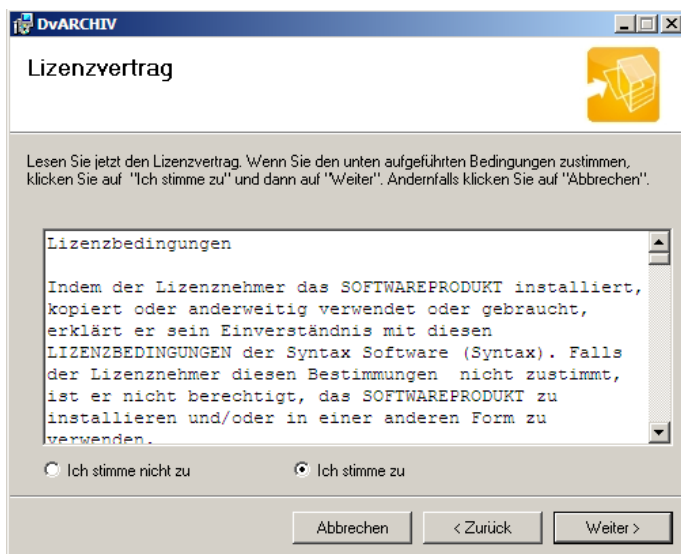 DvARCHIV
Lizenzvertrag
Lesen Sie jetzt den Lizenzvertrag. Wenn Sie den unten aufgeführten Bedingungen zustimmen,
klicken Sie auf "Ich stimme zu" und dann auf "Weiter". Andernfalls klicken Sie auf "Abbrechen".
Lizenzbedingungen
Indem der Lizenznehmer das SOFTWAREPRODUKT installiert,
kopiert oder anderweitig verwendet oder gebraucht,
erklärt er sein Einverständnis mit diesen
LIZENZBEDINGUNGEN der Syntax Software (Syntax). Falls
der Lizenznehmer diesen Bestimmungen  nicht zustimmt,
ist er nicht berechtigt, das SOFTWAREPRODUKT zu
installieren und/oder in einer anderen Form zu
verwenden.
Ich stimme nicht zu
Ich stimme zu
Abbrechen
< Zurück
Weiter >